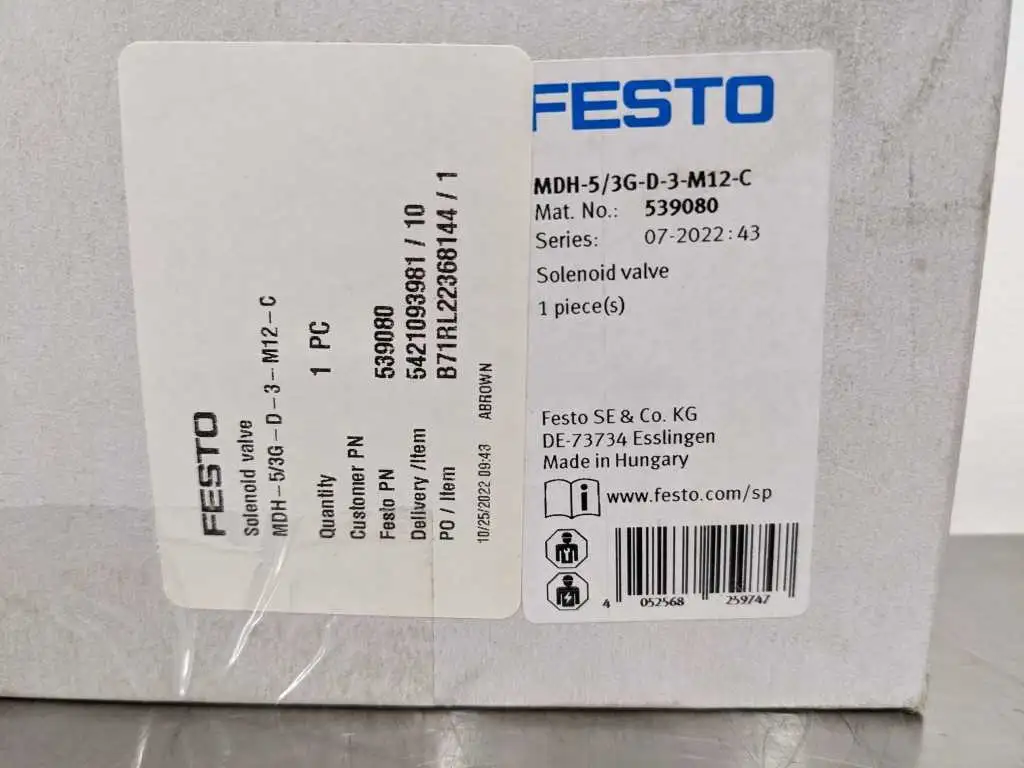 FESTO
Solenoid valve
MDH-5/3G-D-3-M12-C
Quantity 1 PC
Customer PN
Festo PN 539080
Delivery /Item 5421093981 / 10
PO / Item B71RL22368144 / 1
10/25/2022 09:43 ABROWN
FESTO
MDH-5/3G-D-3-M12-C
Mat. No.: 539080
Series: 07-2022:43
Solenoid valve
1 piece(s)
Festo SE & Co. KG
DE-73734 Esslingen
Made in Hungary
www.festo.com/sp
4 052568 259747